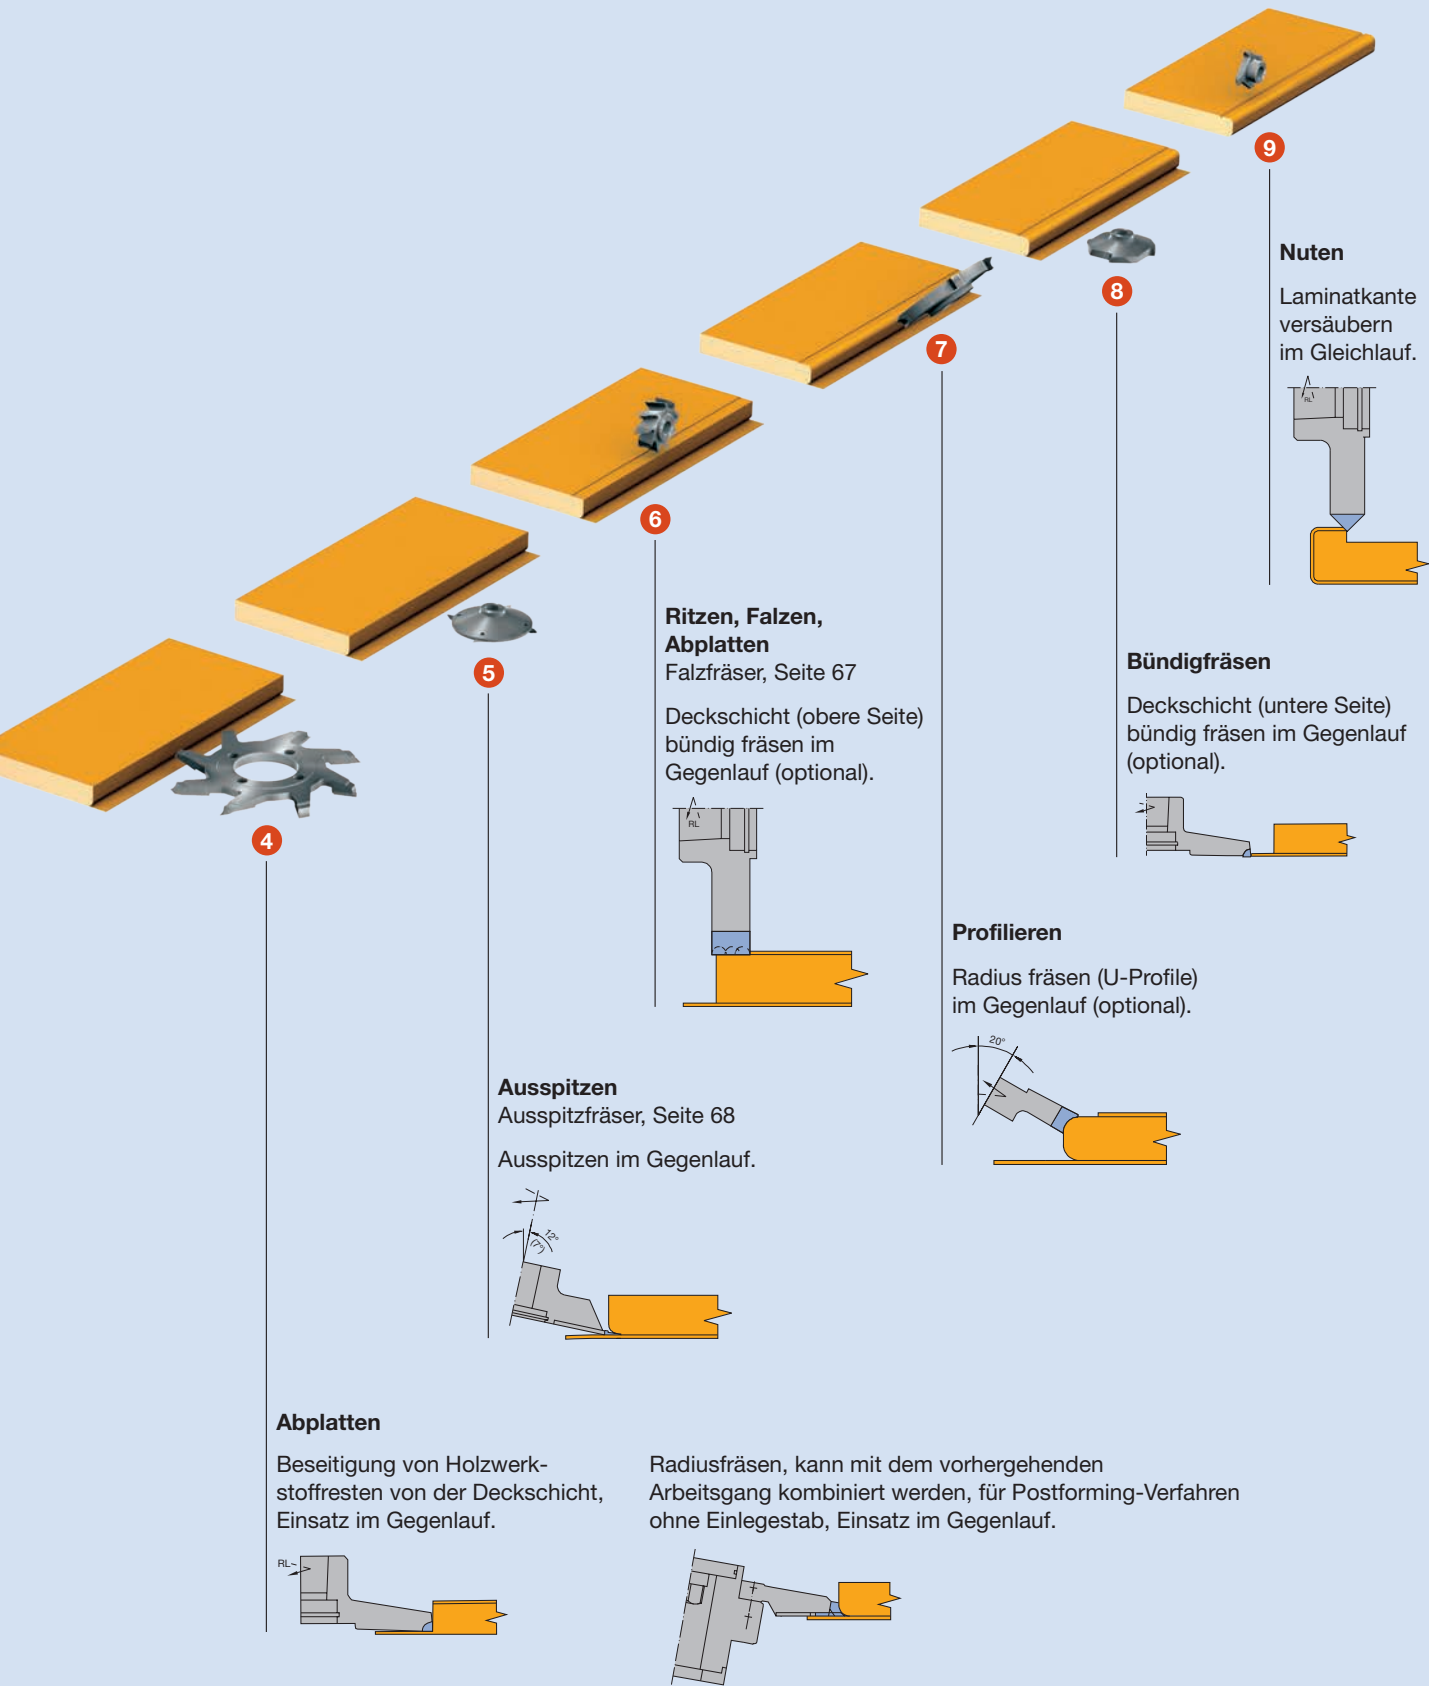 9
Nuten
Laminatkante
versäubern
im Gleichlauf.
RL
8
Bündigfräsen
Deckschicht (untere Seite)
bündig fräsen im Gegenlauf
(optional).
7
Profilieren
Radius fräsen (U-Profile)
im Gegenlauf (optional).
20°
6
Ritzen, Falzen,
Abplatten
Falzfräser, Seite 67
Deckschicht (obere Seite)
bündig fräsen im
Gegenlauf (optional).
RL
5
Ausspitzen
Ausspitzfräser, Seite 68
Ausspitzen im Gegenlauf.
12°
(7°)
4
Abplatten
Beseitigung von Holzwerk-
stoffresten von der Deckschicht,
Einsatz im Gegenlauf.
RL
Radiusfräsen, kann mit dem vorhergehenden
Arbeitsgang kombiniert werden, für Postforming-Verfahren
ohne Einlegestab, Einsatz im Gegenlauf.